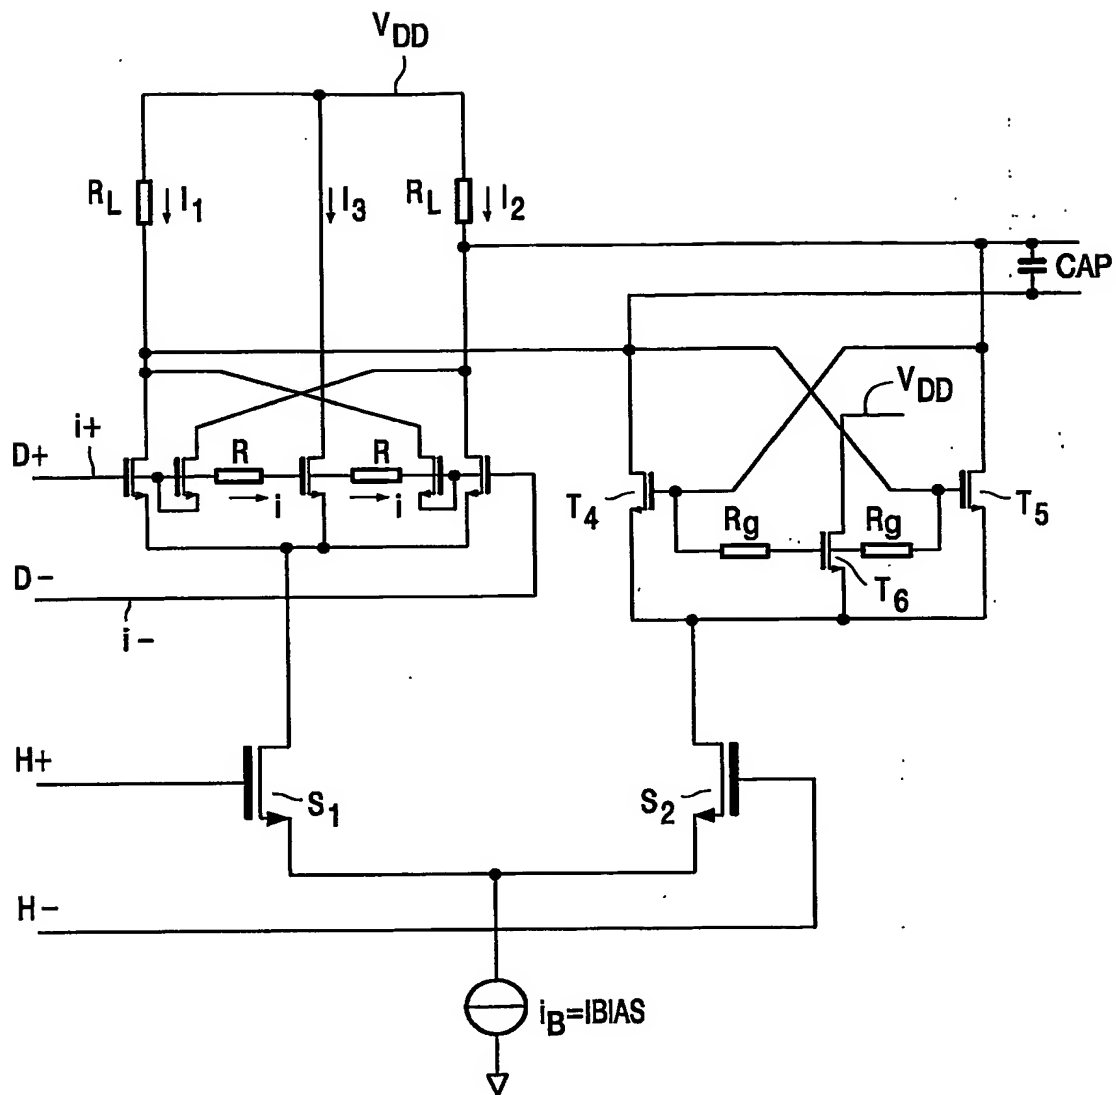 VDD
RL
I1
I3
RL
I2
CAP
VDD
i+
D+
R
R
i
i
T4
Rg
Rg
T5
T6
D-
i-
H+
S1
S2
H-
iB=IBIAS